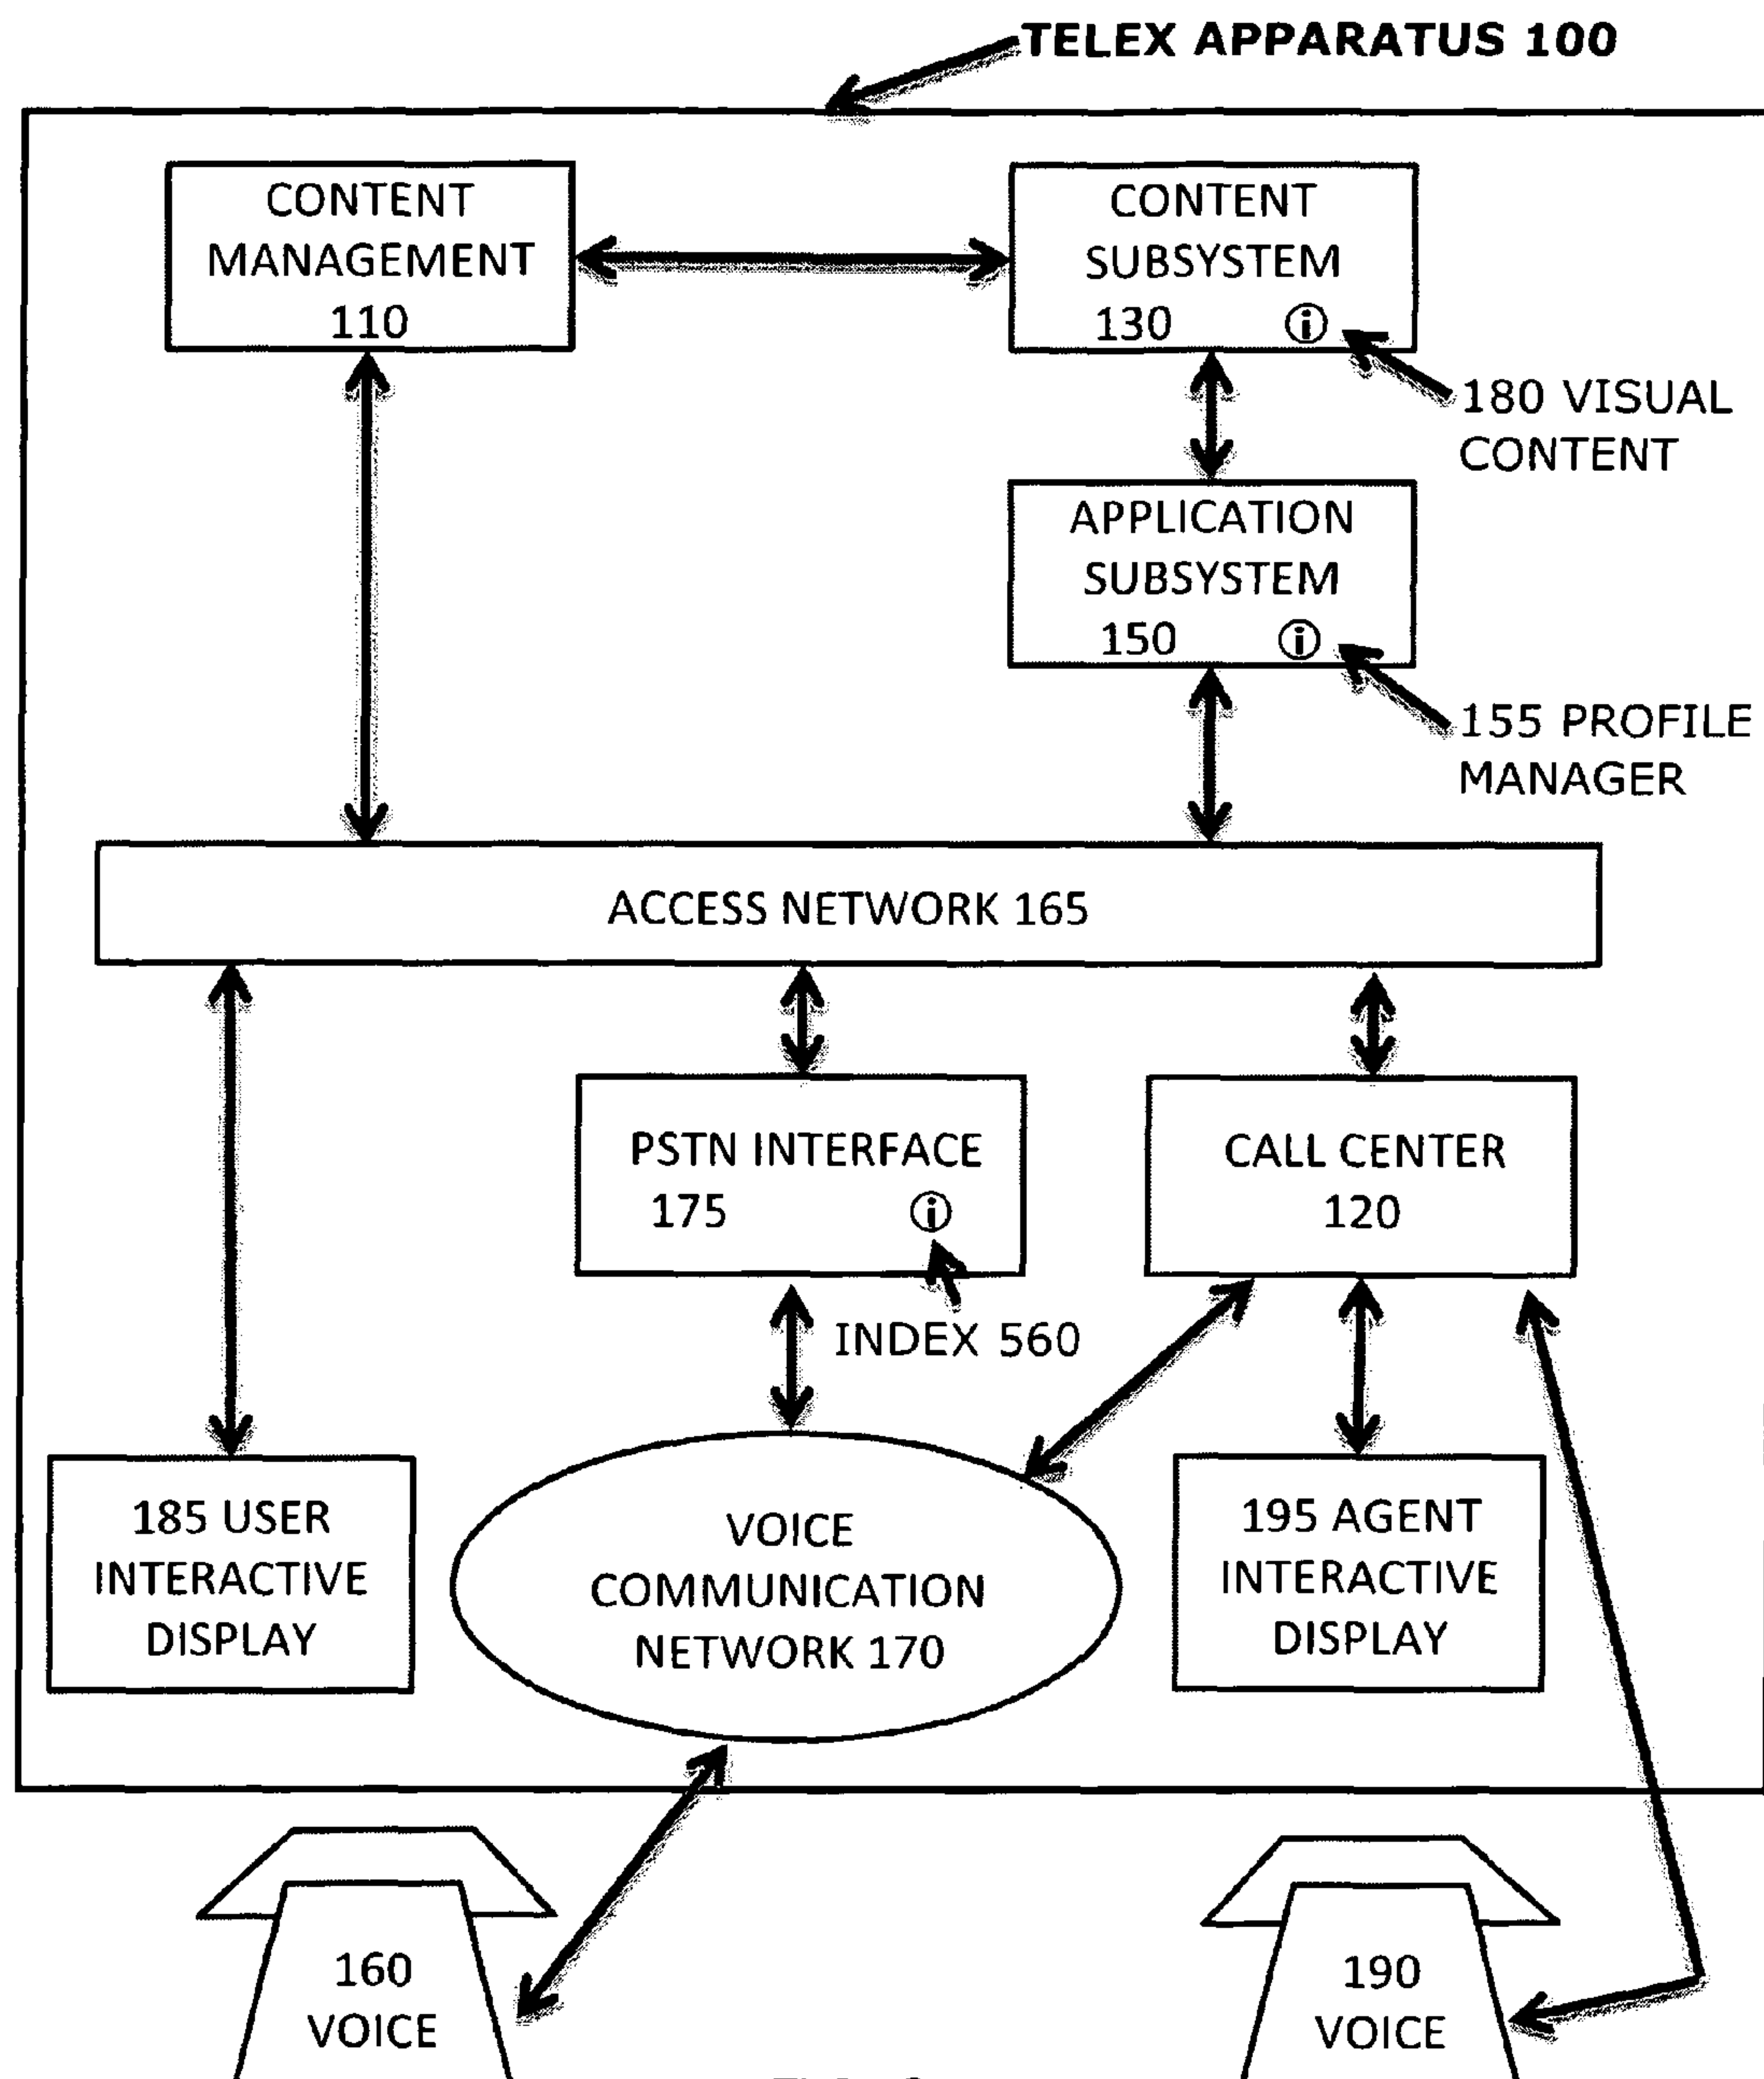 TELEX APPARATUS 100
CONTENT
MANAGEMENT
110
CONTENT
SUBSYSTEM
130 i
180 VISUAL
CONTENT
APPLICATION
SUBSYSTEM
150 i
155 PROFILE
MANAGER
ACCESS NETWORK 165
PSTN INTERFACE
175 i
INDEX 560
CALL CENTER
120
185 USER
INTERACTIVE
DISPLAY
VOICE
COMMUNICATION
NETWORK 170
195 AGENT
INTERACTIVE
DISPLAY
160
VOICE
190
VOICE